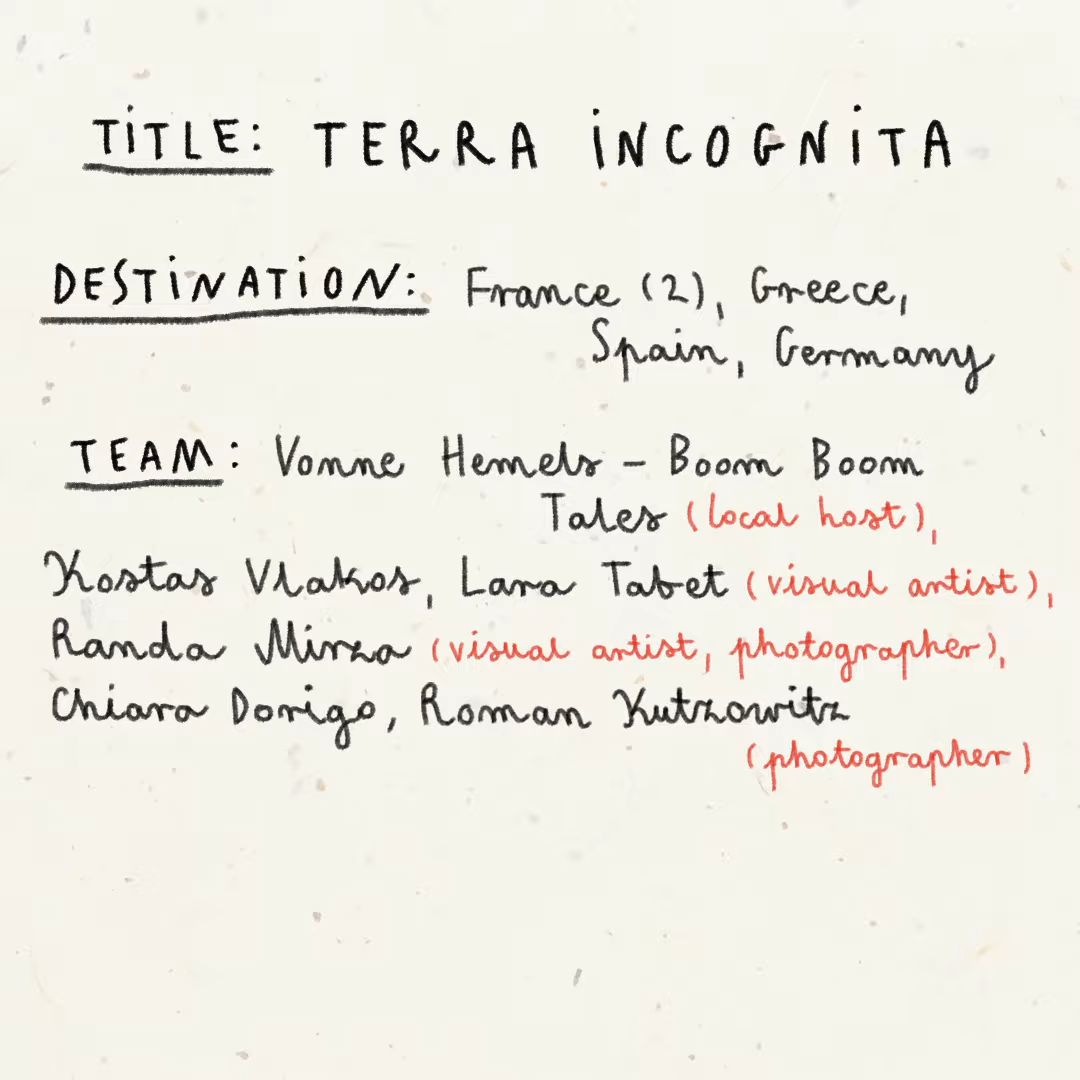 TiTLE: TERRA iNCOGNiTA
DESTiNATiON: France (2), Greece,
Spain, Germany
TEAM: Vonne Hemels - Boom Boom
Tales (local host),
Kostas Vlakos, Lara Tabet (visual artist),
Randa Mirza (visual artist, photographer),
Chiara Dorigo, Roman Kutzowitz
(photographer)